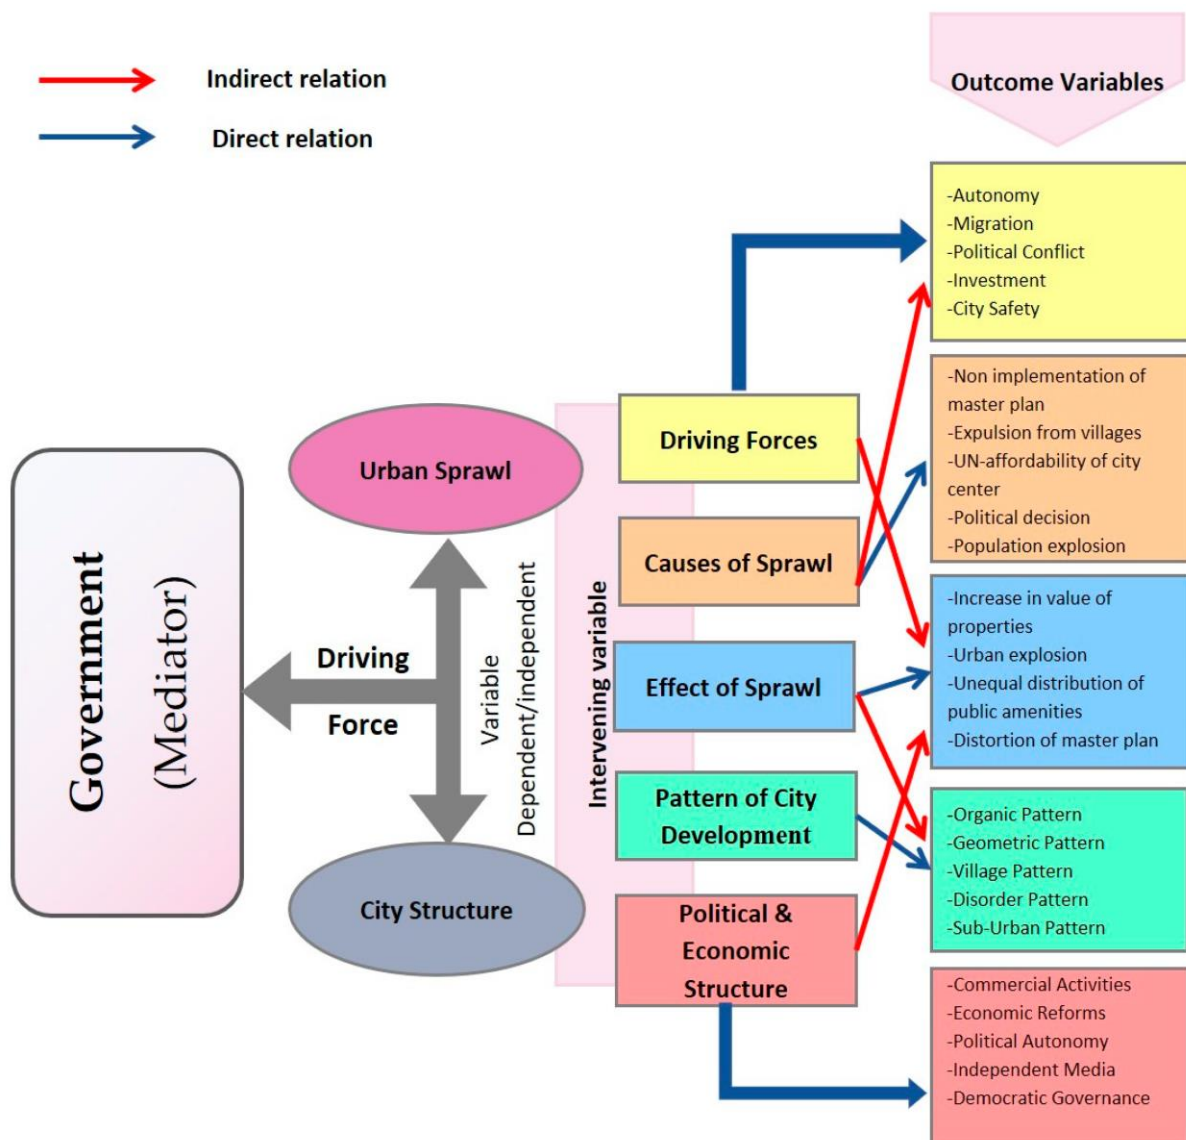 Indirect relation
Direct relation
Outcome Variables
-Autonomy
-Migration
-Political Conflict
-Investment
-City Safety
-Non implementation of
master plan
-Expulsion from villages
-UN-affordability of city
center
-Political decision
-Population explosion
-Increase in value of
properties
-Urban explosion
-Unequal distribution of
public amenities
-Distortion of master plan
-Organic Pattern
-Geometric Pattern
-Village Pattern
-Disorder Pattern
-Sub-Urban Pattern
-Commercial Activities
-Economic Reforms
-Political Autonomy
-Independent Media
-Democratic Governance
Driving Forces
Causes of Sprawl
Effect of Sprawl
Pattern of City
Development
Political &
Economic
Structure
Intervening variable
Urban Sprawl
City Structure
Variable
Dependent/independent
Driving
Force
Government
(Mediator)